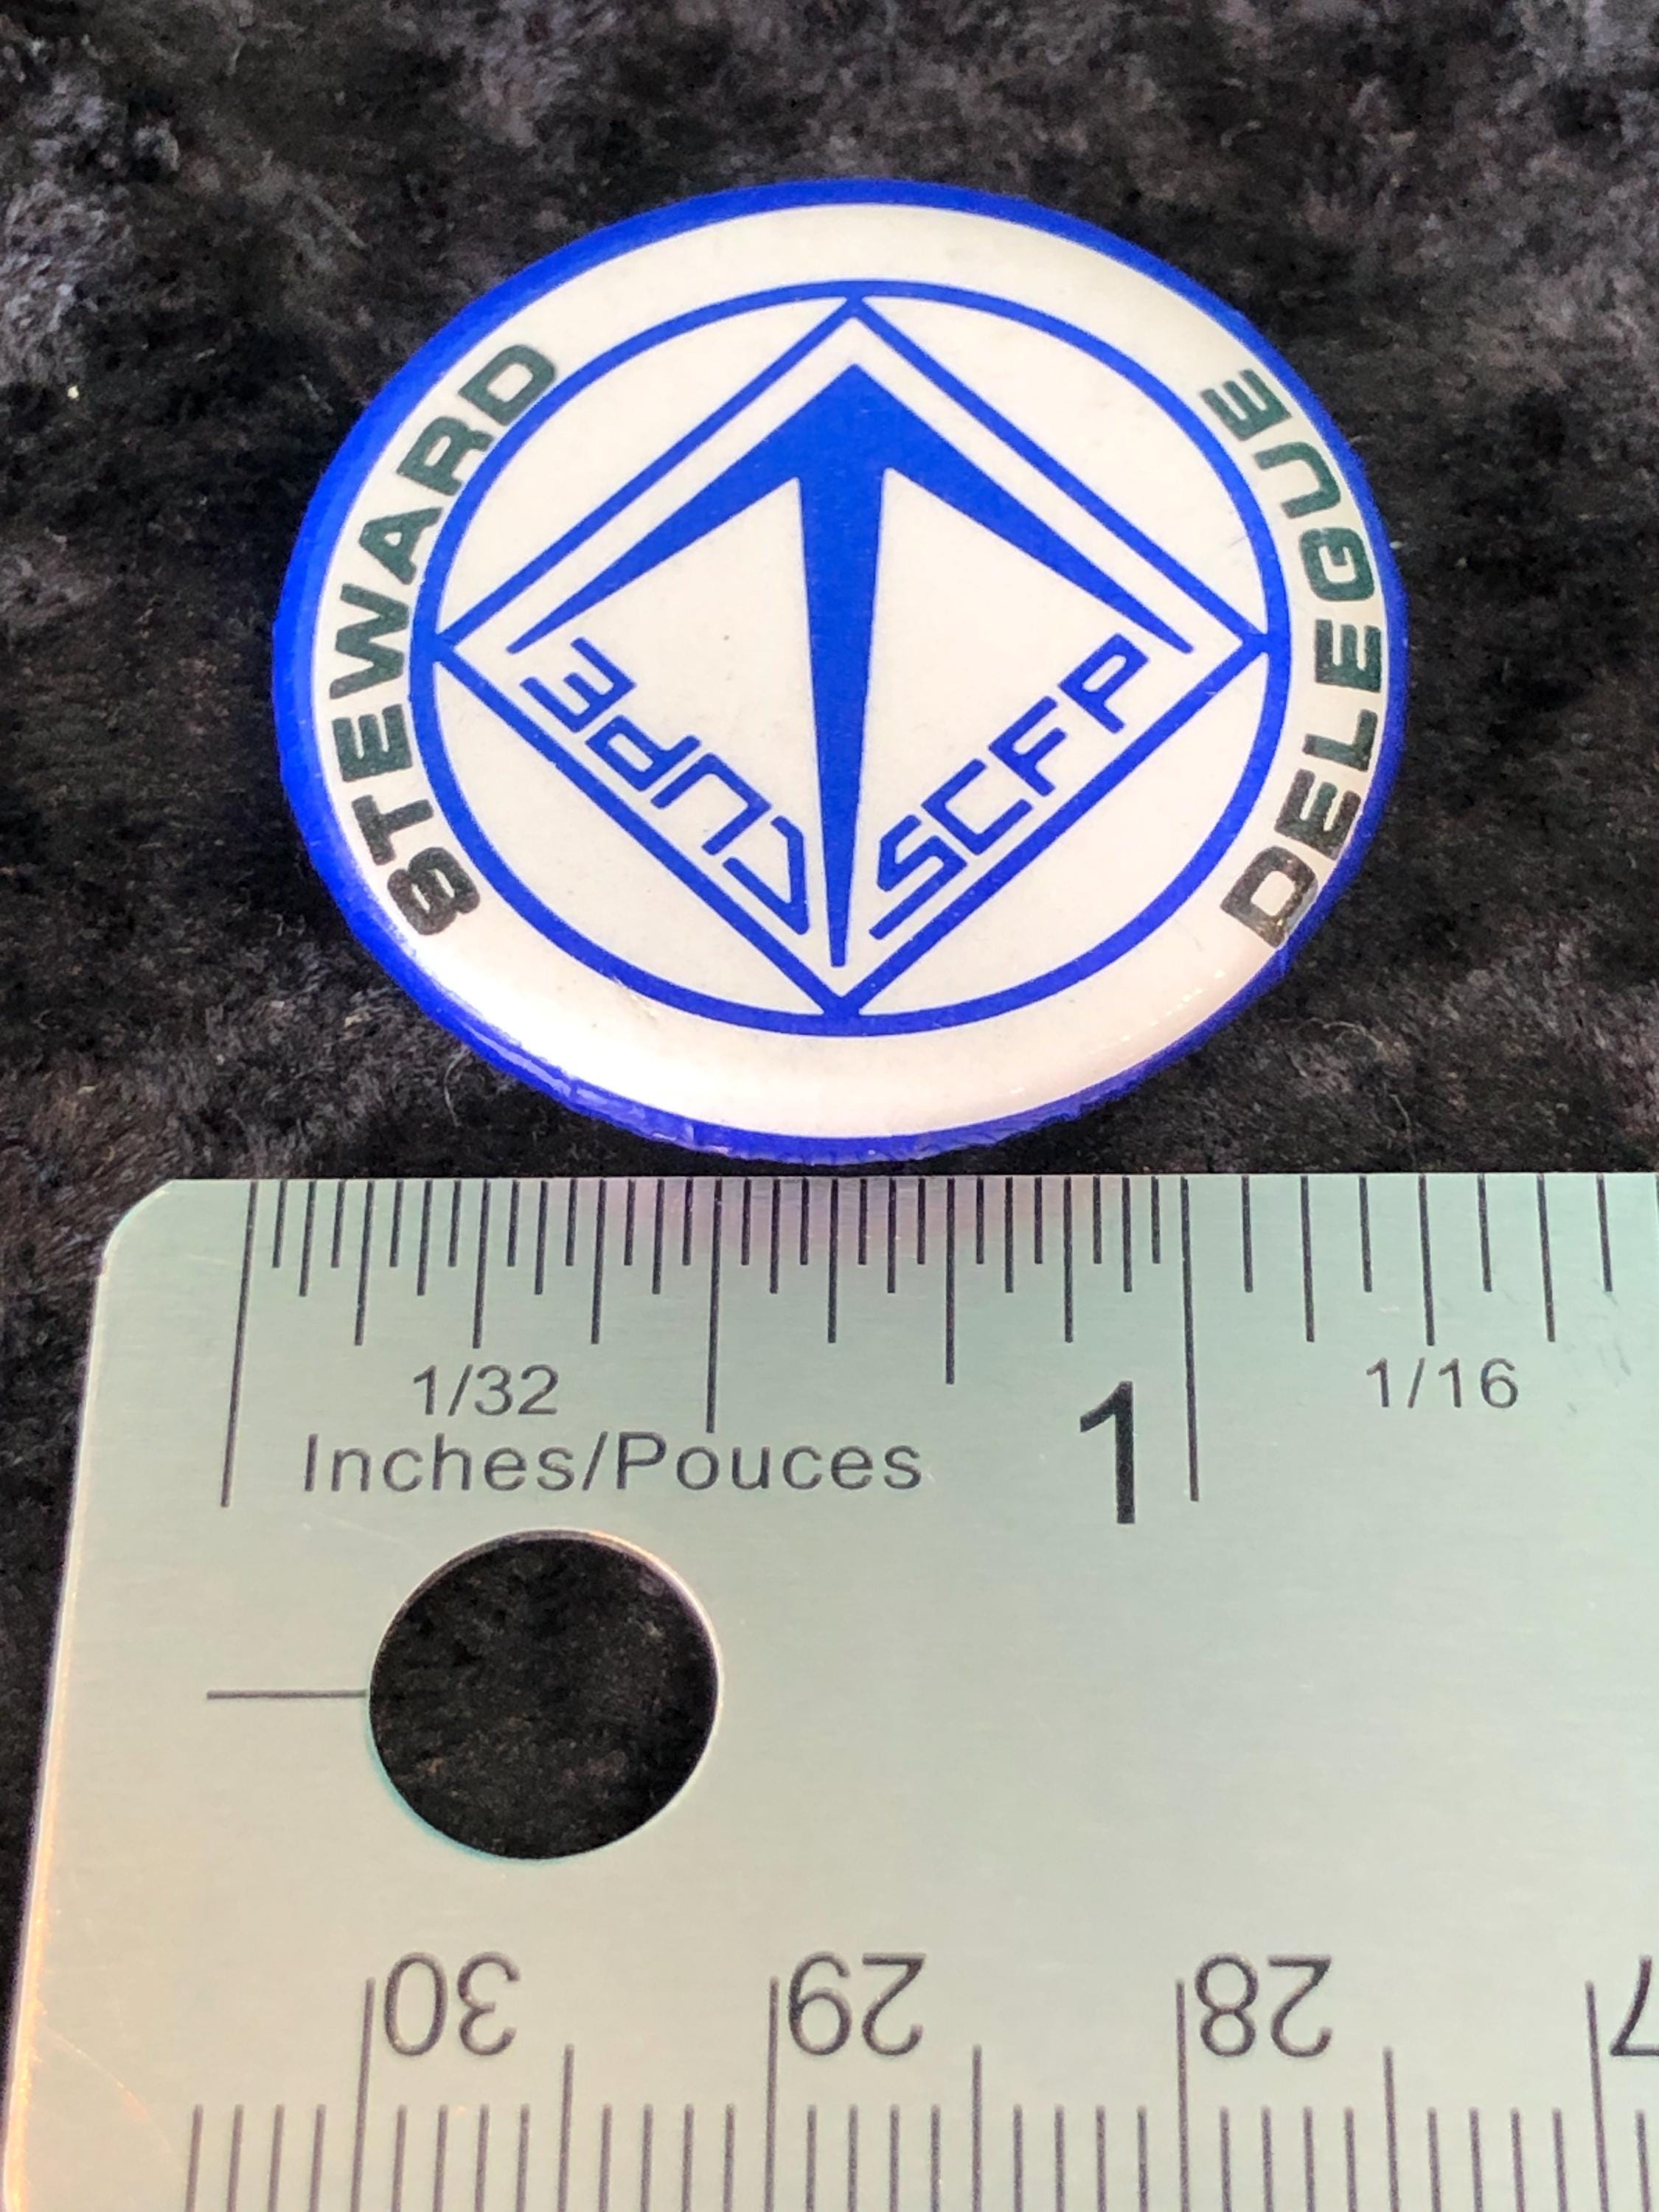 STEWARD
DELEGUE
CUPE
SCFP
1/32
1/16
Inches/Pouces
1
30
29
28